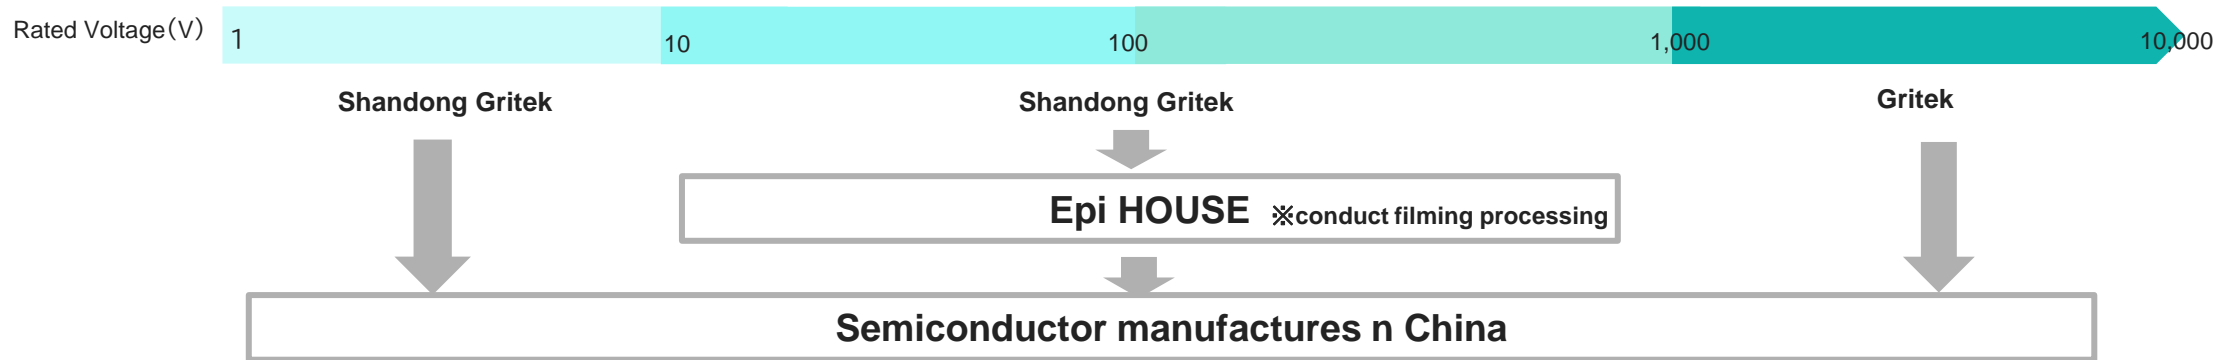 Rated Voltage(V) 1 10 100 1,000 10,000
Shandong Gritek Shandong Gritek Gritek
Epi HOUSE ※conduct filming processing
Semiconductor manufactures n China